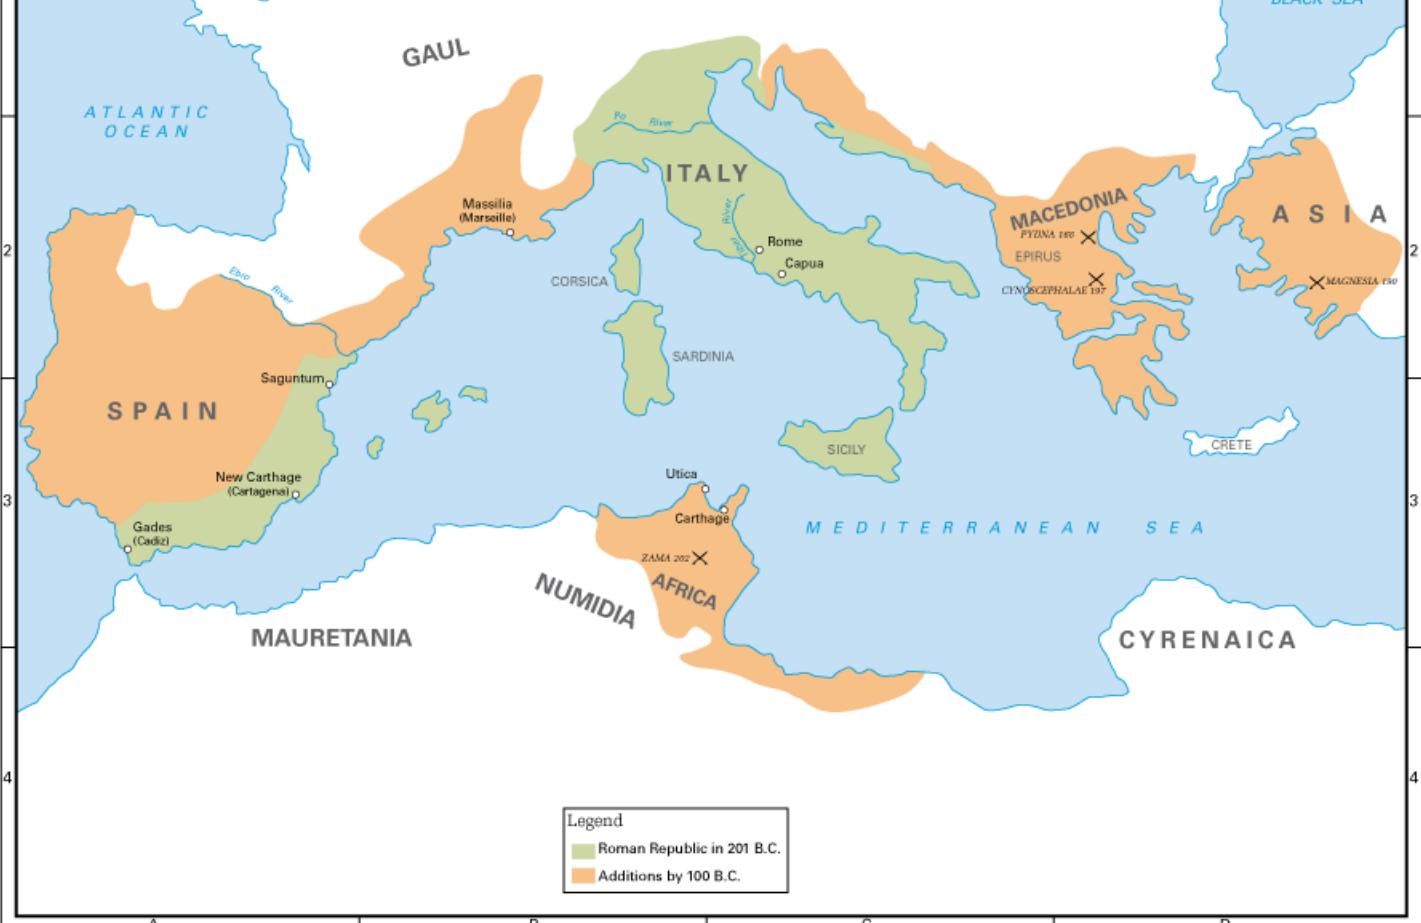 BLACK SEA
GAUL
ATLANTIC
OCEAN
Po River
ITALY
Massilia
(Marseille)
River
Tiber
Rome
Capua
MACEDONIA
PYDNA 168
EPIRUS
CYNOSCEPHALAE 197
ASIA
MAGNESIA 190
2
2
Ebro River
CORSICA
SARDINIA
Saguntum
SPAIN
New Carthage
(Cartagena)
Gades
(Cadiz)
SICILY
CRETE
Utica
Carthage
3
3
MEDITERRANEAN SEA
ZAMA 202
AFRICA
NUMIDIA
MAURETANIA
CYRENAICA
4
4
Legend
Roman Republic in 201 B.C.
Additions by 100 B.C.